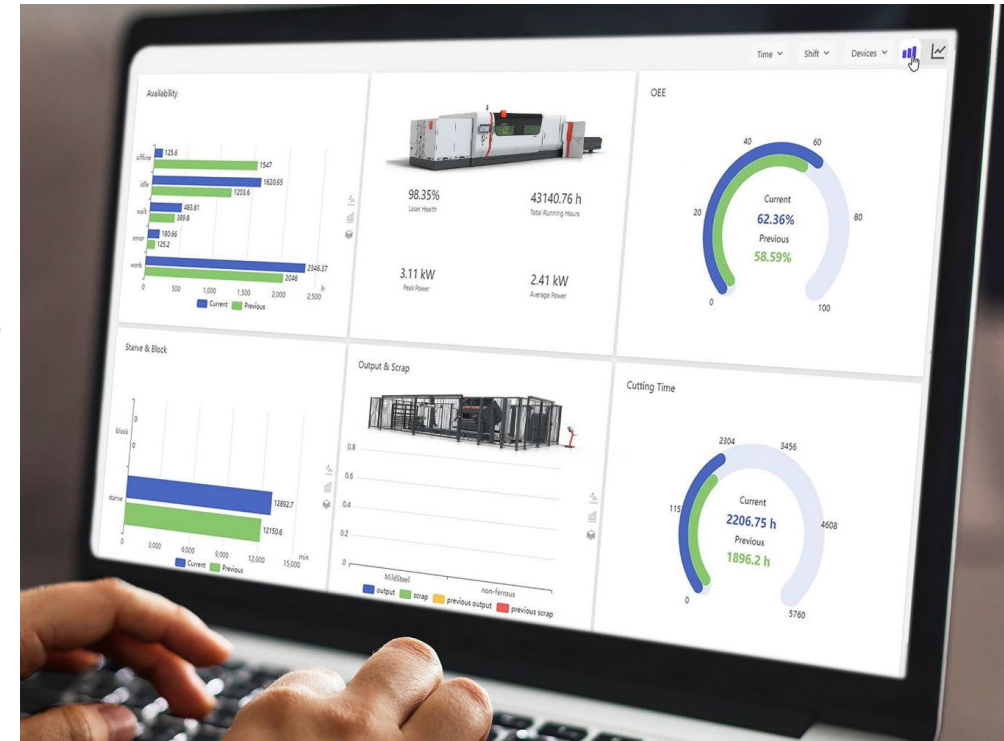 Time Shift Devices
Availability
offline 125.6
1547
idle 1620.95
1203.6
wait 483.61
389.8
error 180.66
125.2
work 2346.37
2046
h
0 500 1,000 1,500 2,000 2,500
Current Previous
98.35% 43140.76 h
Laser Health Total Running Hours
3.11 kW 2.41 kW
Peak Power Average Power
OEE
40 60
20 80
0 100
Current
62.36%
Previous
58.59%
Starve & Block
0
block
0
12892.7
starve
12150.6
min
0 3,000 6,000 9,000 12,000 15,000
Current Previous
Output & Scrap
0.8
0.6
0.4
0.2
0
MildSteel non-ferrous
output scrap previous output previous scrap
Cutting Time
2304 3456
4608
0 5760
Current
2206.75 h
Previous
1896.2 h